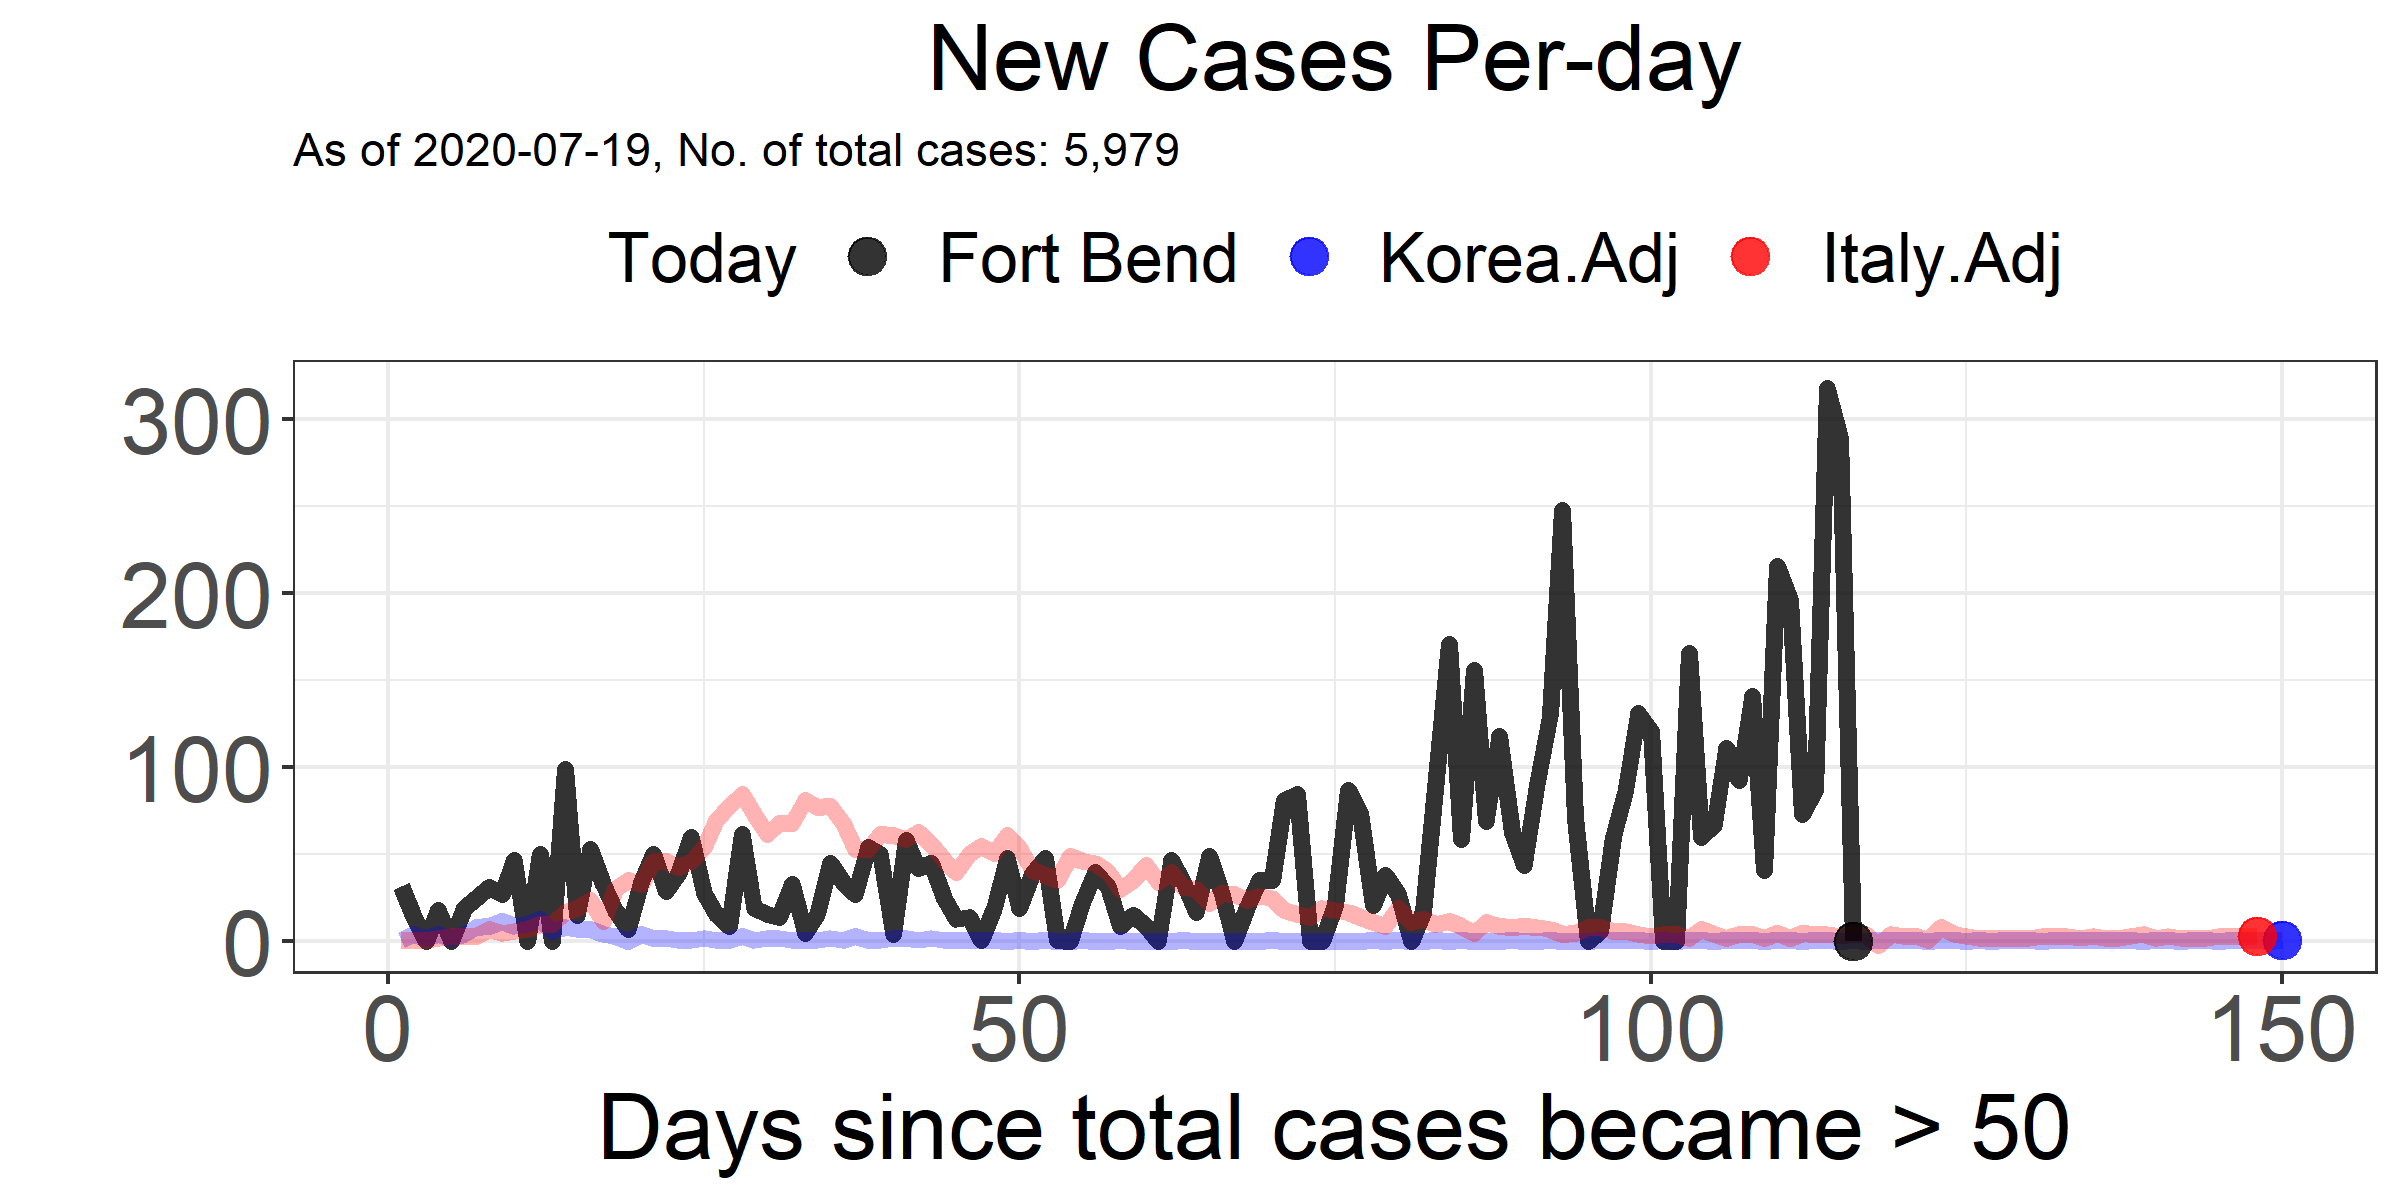 New Cases Per-day
As of 2020-07-19, No. of total cases: 5,979
Today Fort Bend Korea.Adj Italy.Adj
300
200
100
0
0 50 100 150
Days since total cases became > 50